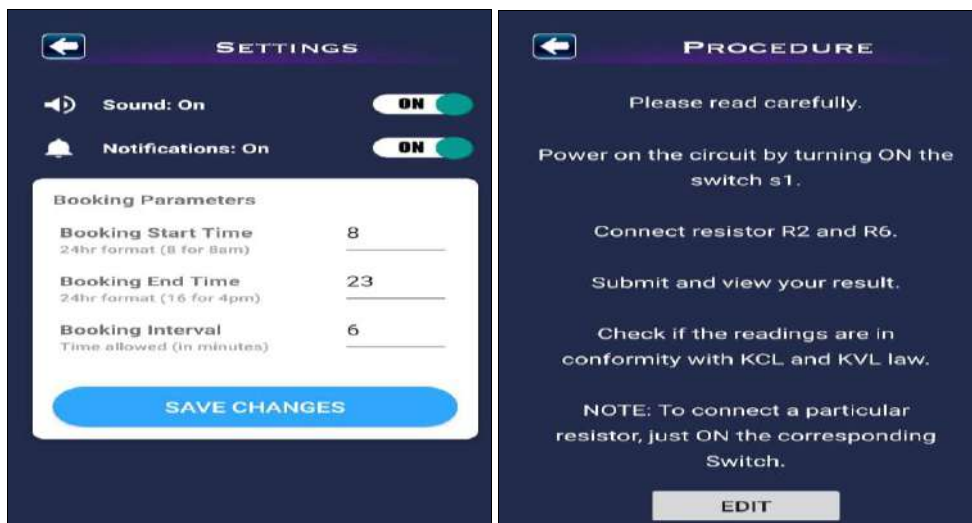 SETTINGS
Sound: On
ON
Notifications: On
ON
Booking Parameters
Booking Start Time
8
24hr format (8 for 8am)
Booking End Time
23
24hr format (16 for 4pm)
Booking Interval
6
Time allowed (in minutes)
SAVE CHANGES
PROCEDURE
Please read carefully.
Power on the circuit by turning ON the
switch s1.
Connect resistor R2 and R6.
Submit and view your result.
Check if the readings are in
conformity with KCL and KVL law.
NOTE: To connect a particular
resistor, just ON the corresponding
Switch.
EDIT